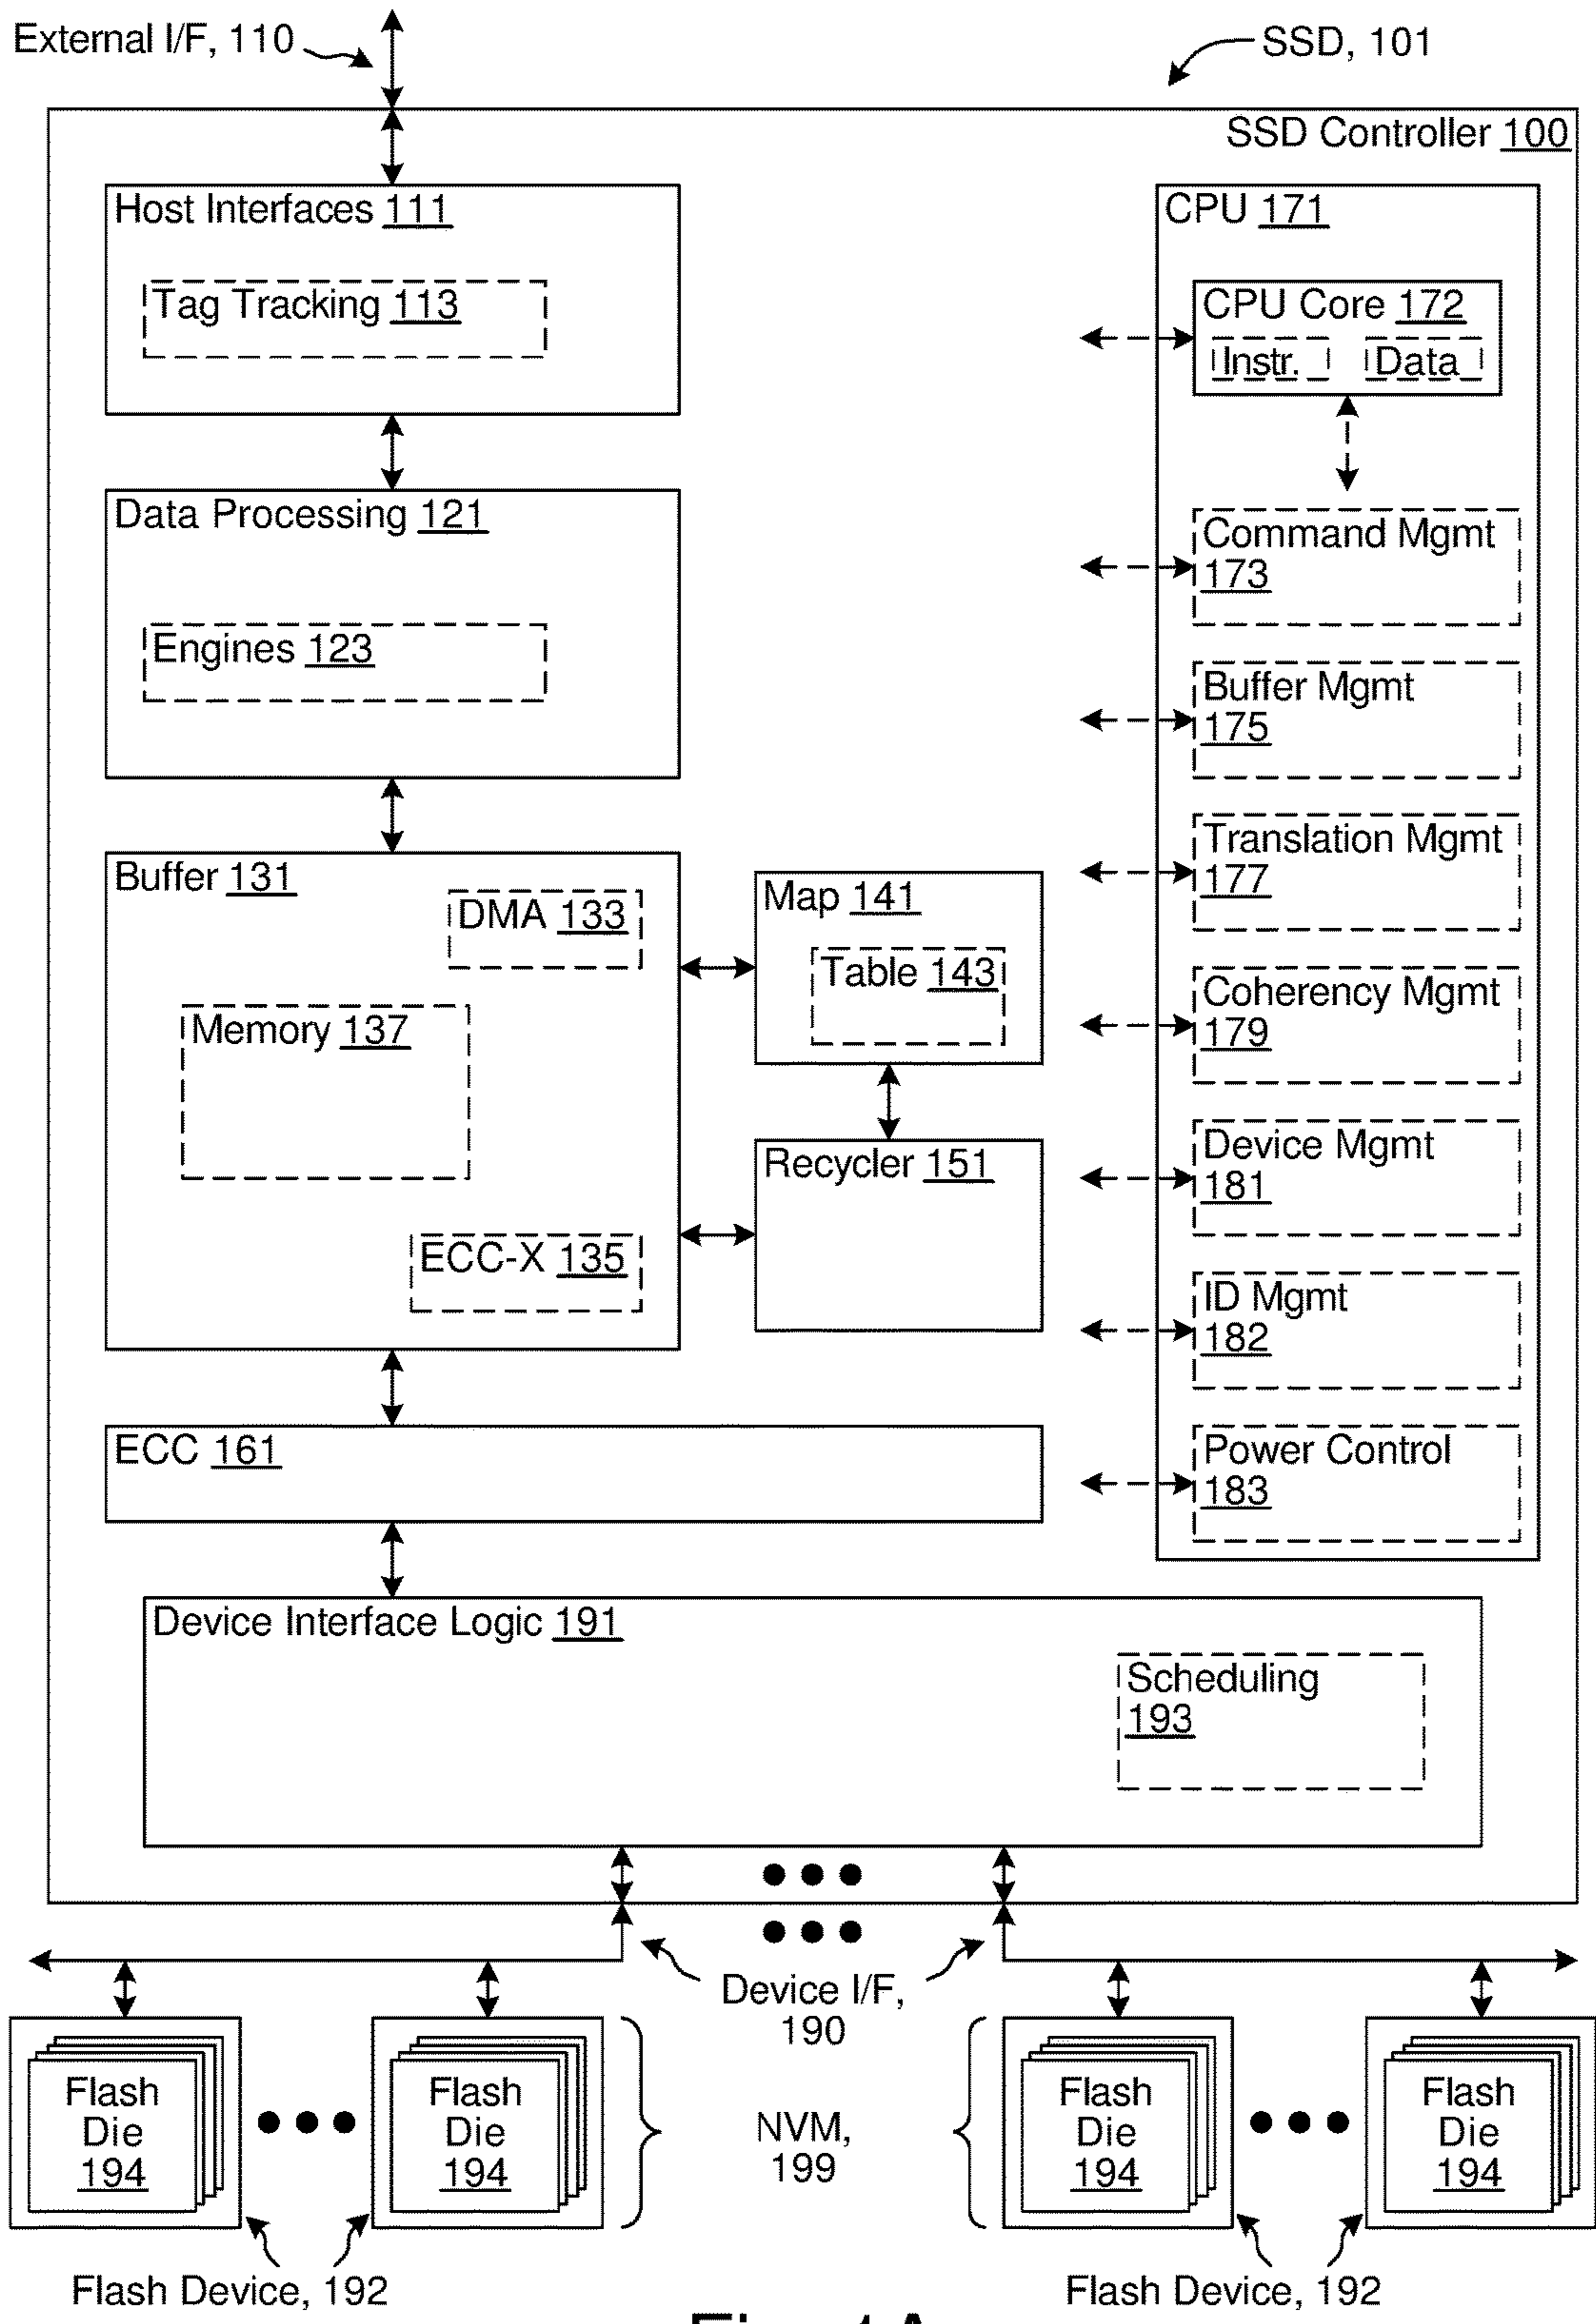 External I/F, 110
SSD, 101
SSD Controller 100
Host Interfaces 111
Tag Tracking 113
Data Processing 121
Engines 123
Buffer 131
DMA 133
Memory 137
ECC-X 135
Map 141
Table 143
Recycler 151
ECC 161
CPU 171
CPU Core 172
Instr. Data
Command Mgmt
173
Buffer Mgmt
175
Translation Mgmt
177
Coherency Mgmt
179
Device Mgmt
181
ID Mgmt
182
Power Control
183
Device Interface Logic 191
Scheduling
193
Device I/F,
190
Flash
Die
194
Flash
Die
194
NVM,
199
Flash
Die
194
Flash
Die
194
Flash Device, 192
Flash Device, 192